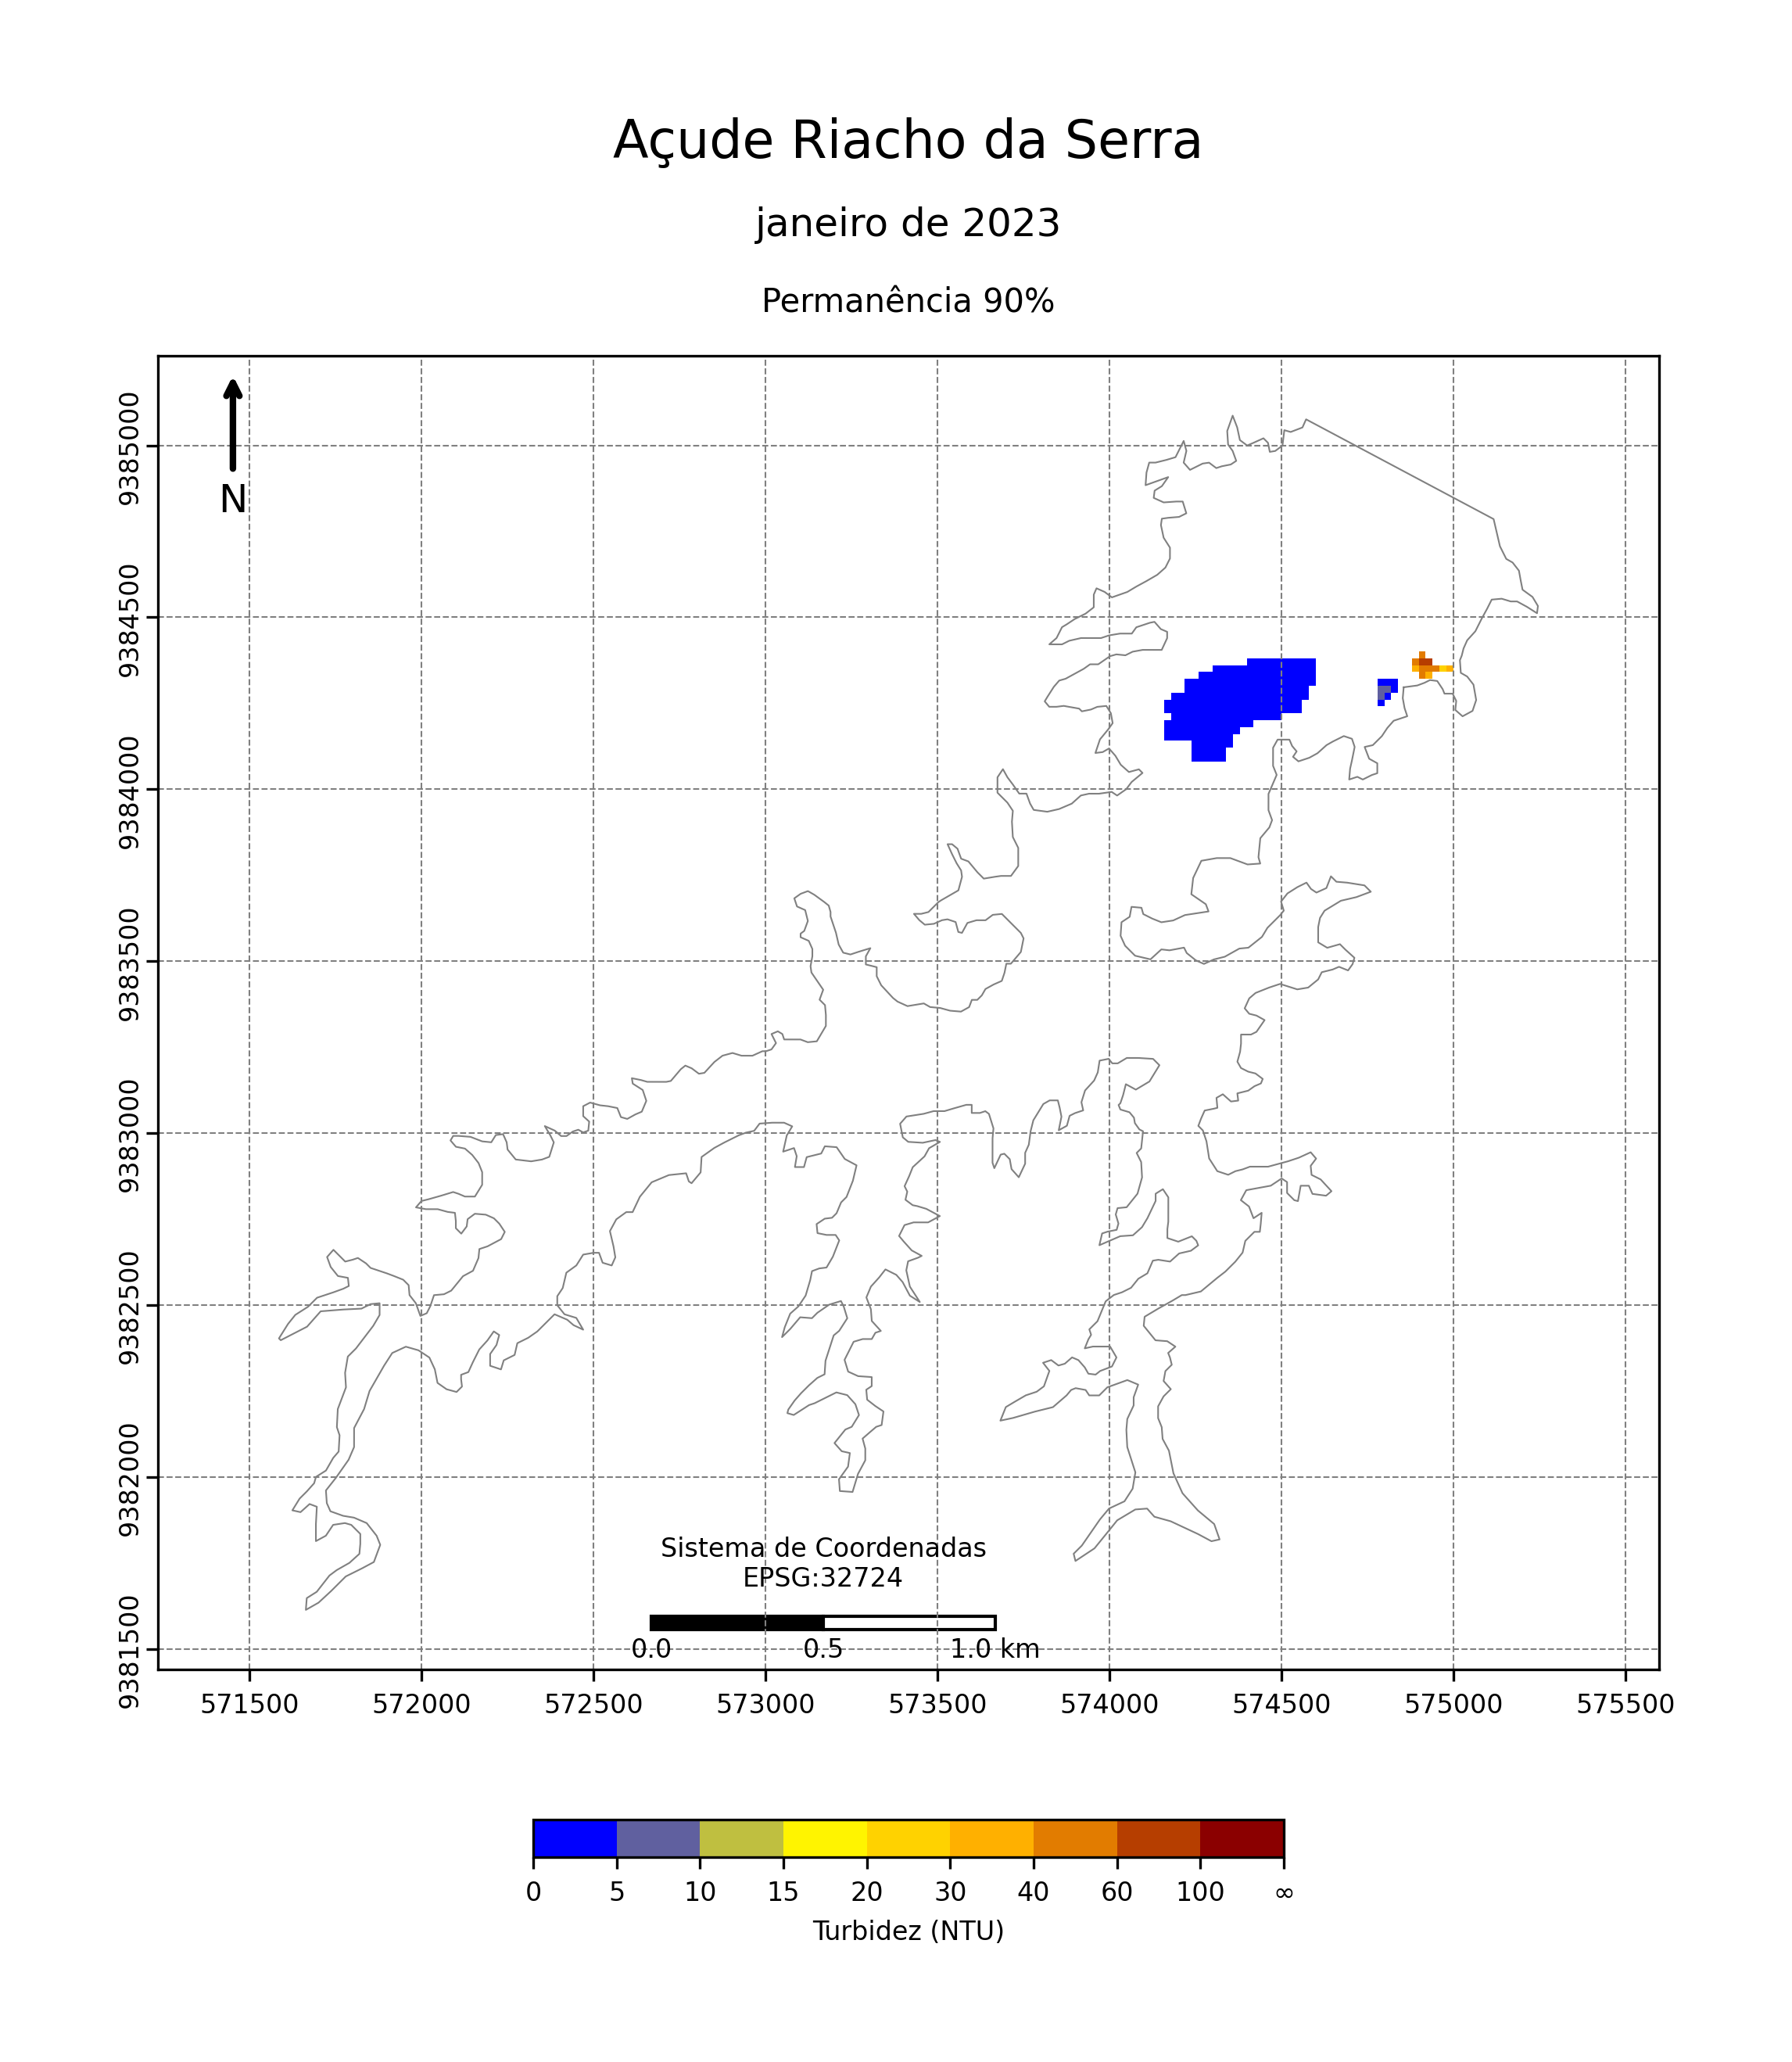 Açude Riacho da Serra
janeiro de 2023
Permanência 90%
N
9385000
9384500
9384000
9383500
9383000
9382500
9382000
9381500
Sistema de Coordenadas
EPSG:32724
0.0 0.5 1.0 km
571500 572000 572500 573000 573500 574000 574500 575000 575500
0 5 10 15 20 30 40 60 100 ∞
Turbidez (NTU)